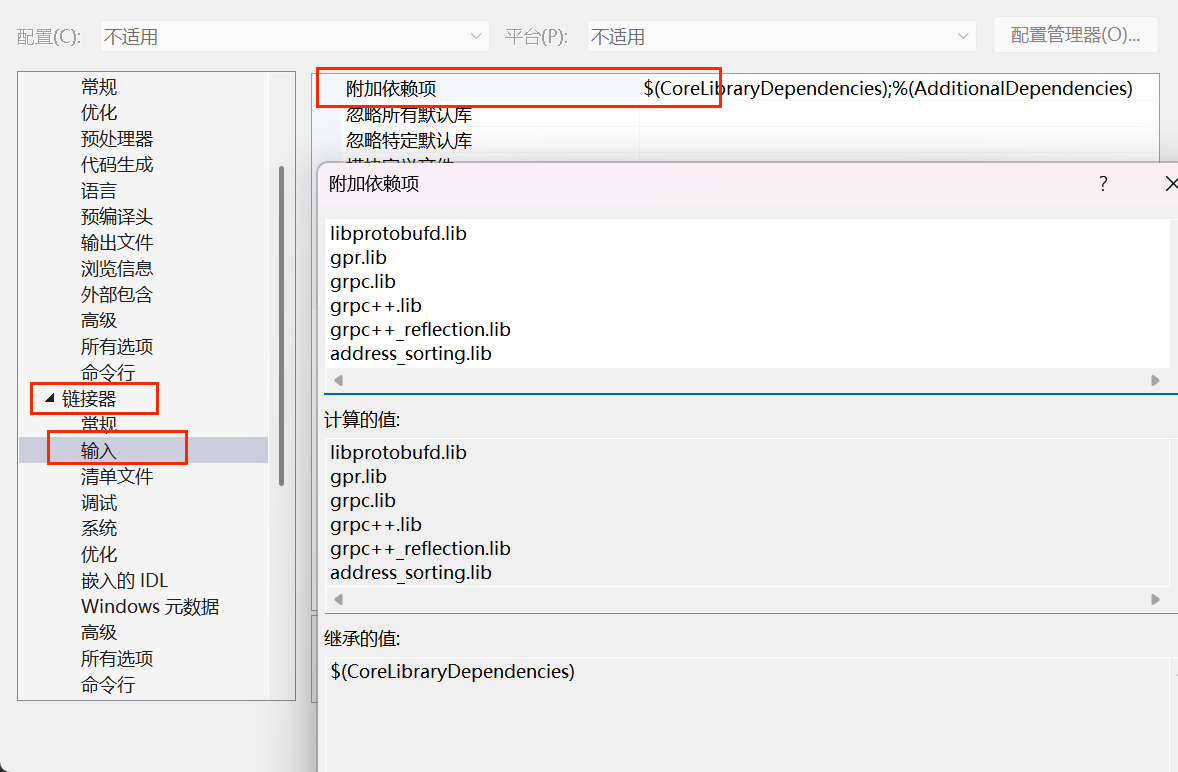 配置(C): 不适用 平台(P): 不适用 配置管理器(O)...
常规
优化
预处理器
代码生成
语言
预编译头
输出文件
浏览信息
外部包含
高级
所有选项
命令行
链接器
常规
输入
清单文件
调试
系统
优化
嵌入的 IDL
Windows 元数据
高级
所有选项
命令行
附加依赖项 $(CoreLibraryDependencies);%(AdditionalDependencies)
忽略所有默认库
忽略特定默认库
模块定义文件
附加依赖项 ?
libprotobufd.lib
gpr.lib
grpc.lib
grpc++.lib
grpc++_reflection.lib
address_sorting.lib
计算的值:
libprotobufd.lib
gpr.lib
grpc.lib
grpc++.lib
grpc++_reflection.lib
address_sorting.lib
继承的值:
$(CoreLibraryDependencies)